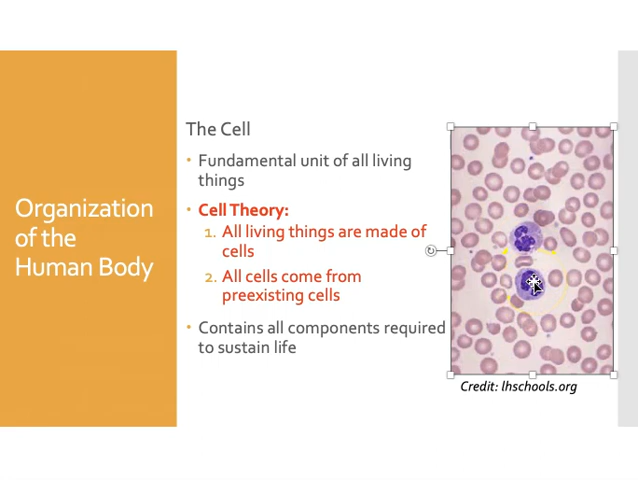 Organization
of the
Human Body
The Cell
• Fundamental unit of all living
things
• Cell Theory:
1. All living things are made of
cells
2. All cells come from
preexisting cells
• Contains all components required
to sustain life
Credit: lhschools.org